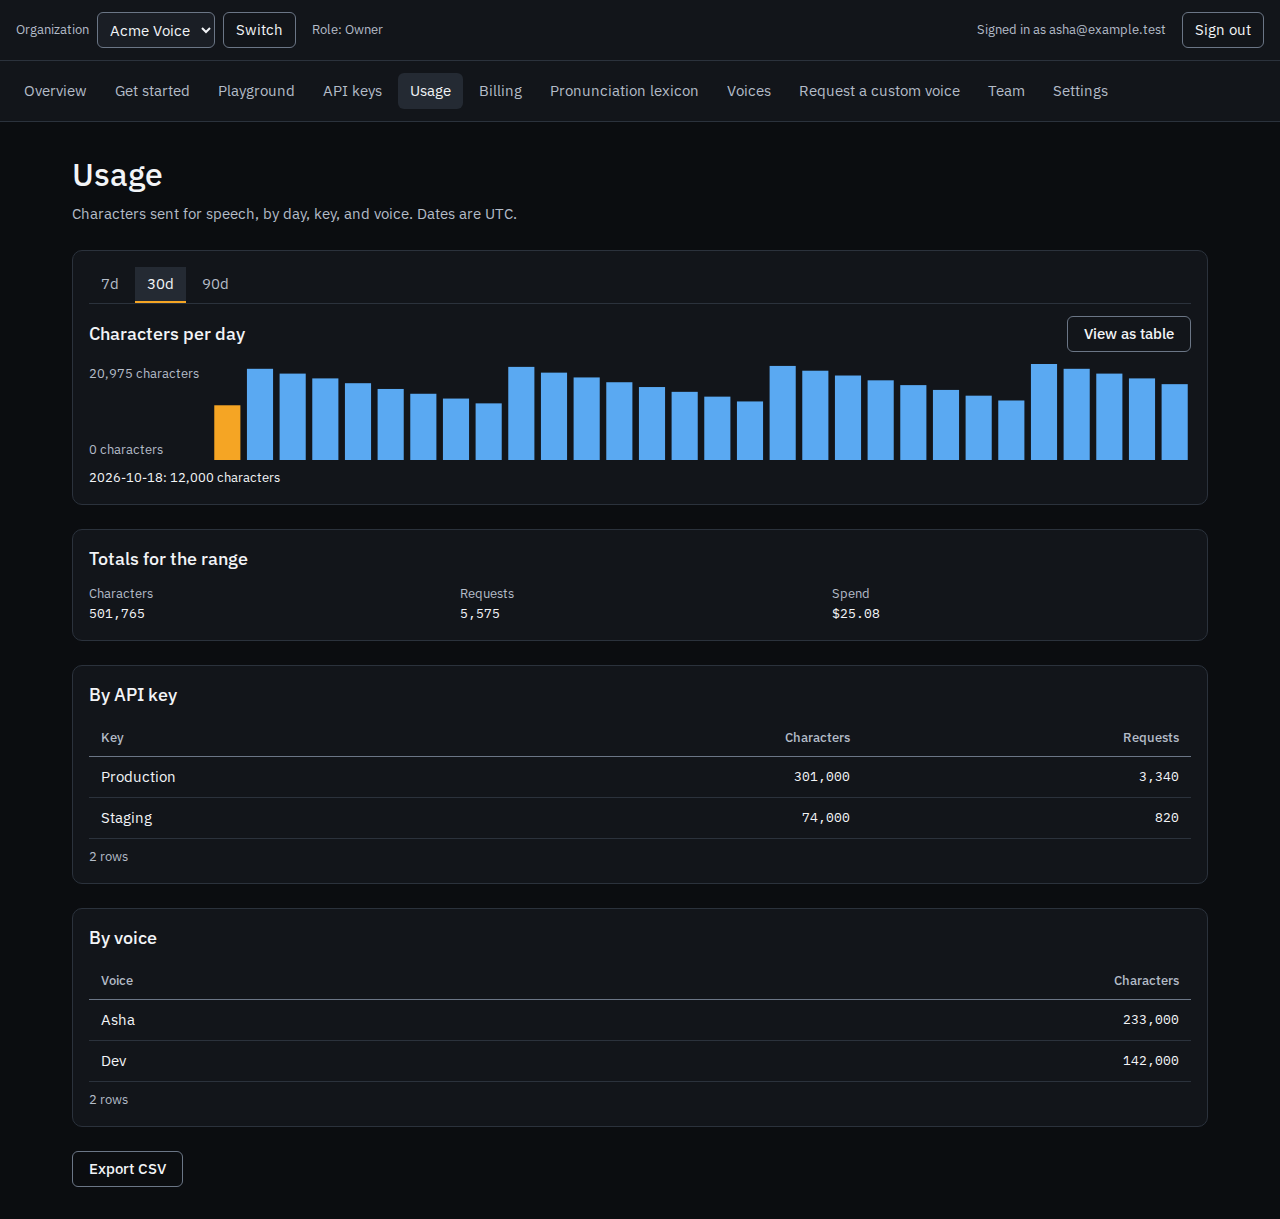 Organization Acme Voice Switch Role: Owner Signed in as asha@example.test Sign out
Overview Get started Playground API keys Usage Billing Pronunciation lexicon Voices Request a custom voice Team Settings
Usage
Characters sent for speech, by day, key, and voice. Dates are UTC.
7d 30d 90d
Characters per day View as table
20,975 characters
0 characters
2026-10-18: 12,000 characters
Totals for the range
Characters Requests Spend
501,765 5,575 $25.08
By API key
Key Characters Requests
Production 301,000 3,340
Staging 74,000 820
2 rows
By voice
Voice Characters
Asha 233,000
Dev 142,000
2 rows
Export CSV